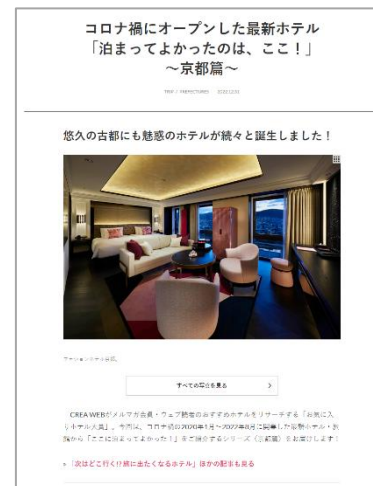 コロナ禍にオープンした最新ホテル
「泊まってよかったのは、ここ！」
～京都篇～
悠久の古都にも魅惑のホテルが続々と誕生しました！
すべての写真を見る
CREA WEBがメルマガ会員・ウェブ読者のおすすめホテルをリサーチする「お気に入
りホテル大賞」。今回は、コロナ禍の2020年1月～2022年8月に開業した最新ホテル・旅
館から「ここに泊まってよかった！」をご紹介するシリーズ〈京都篇〉をお届けします！
» 「次はどこ行く!? 旅に出たくなるホテル」ほかの記事も見る